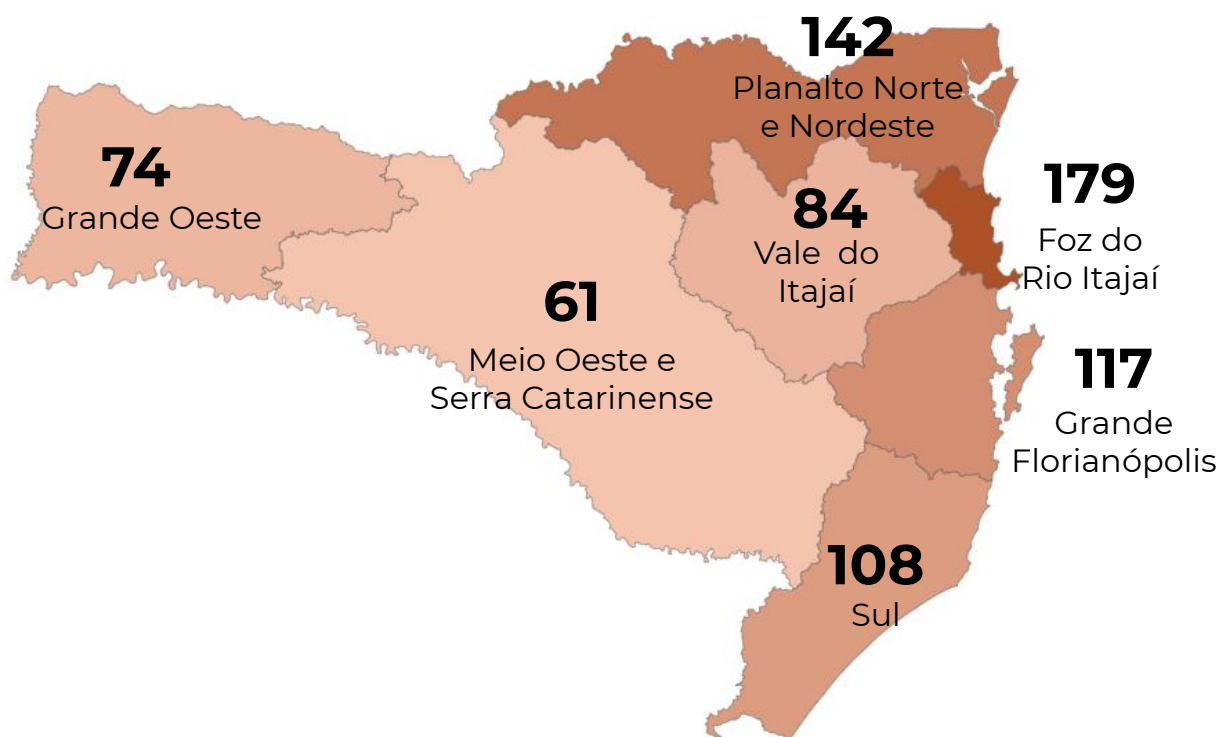 142
Planalto Norte
e Nordeste
74
Grande Oeste
84
Vale do
Itajaí
179
Foz do
Rio Itajaí
61
Meio Oeste e
Serra Catarinense
117
Grande
Florianópolis
108
Sul